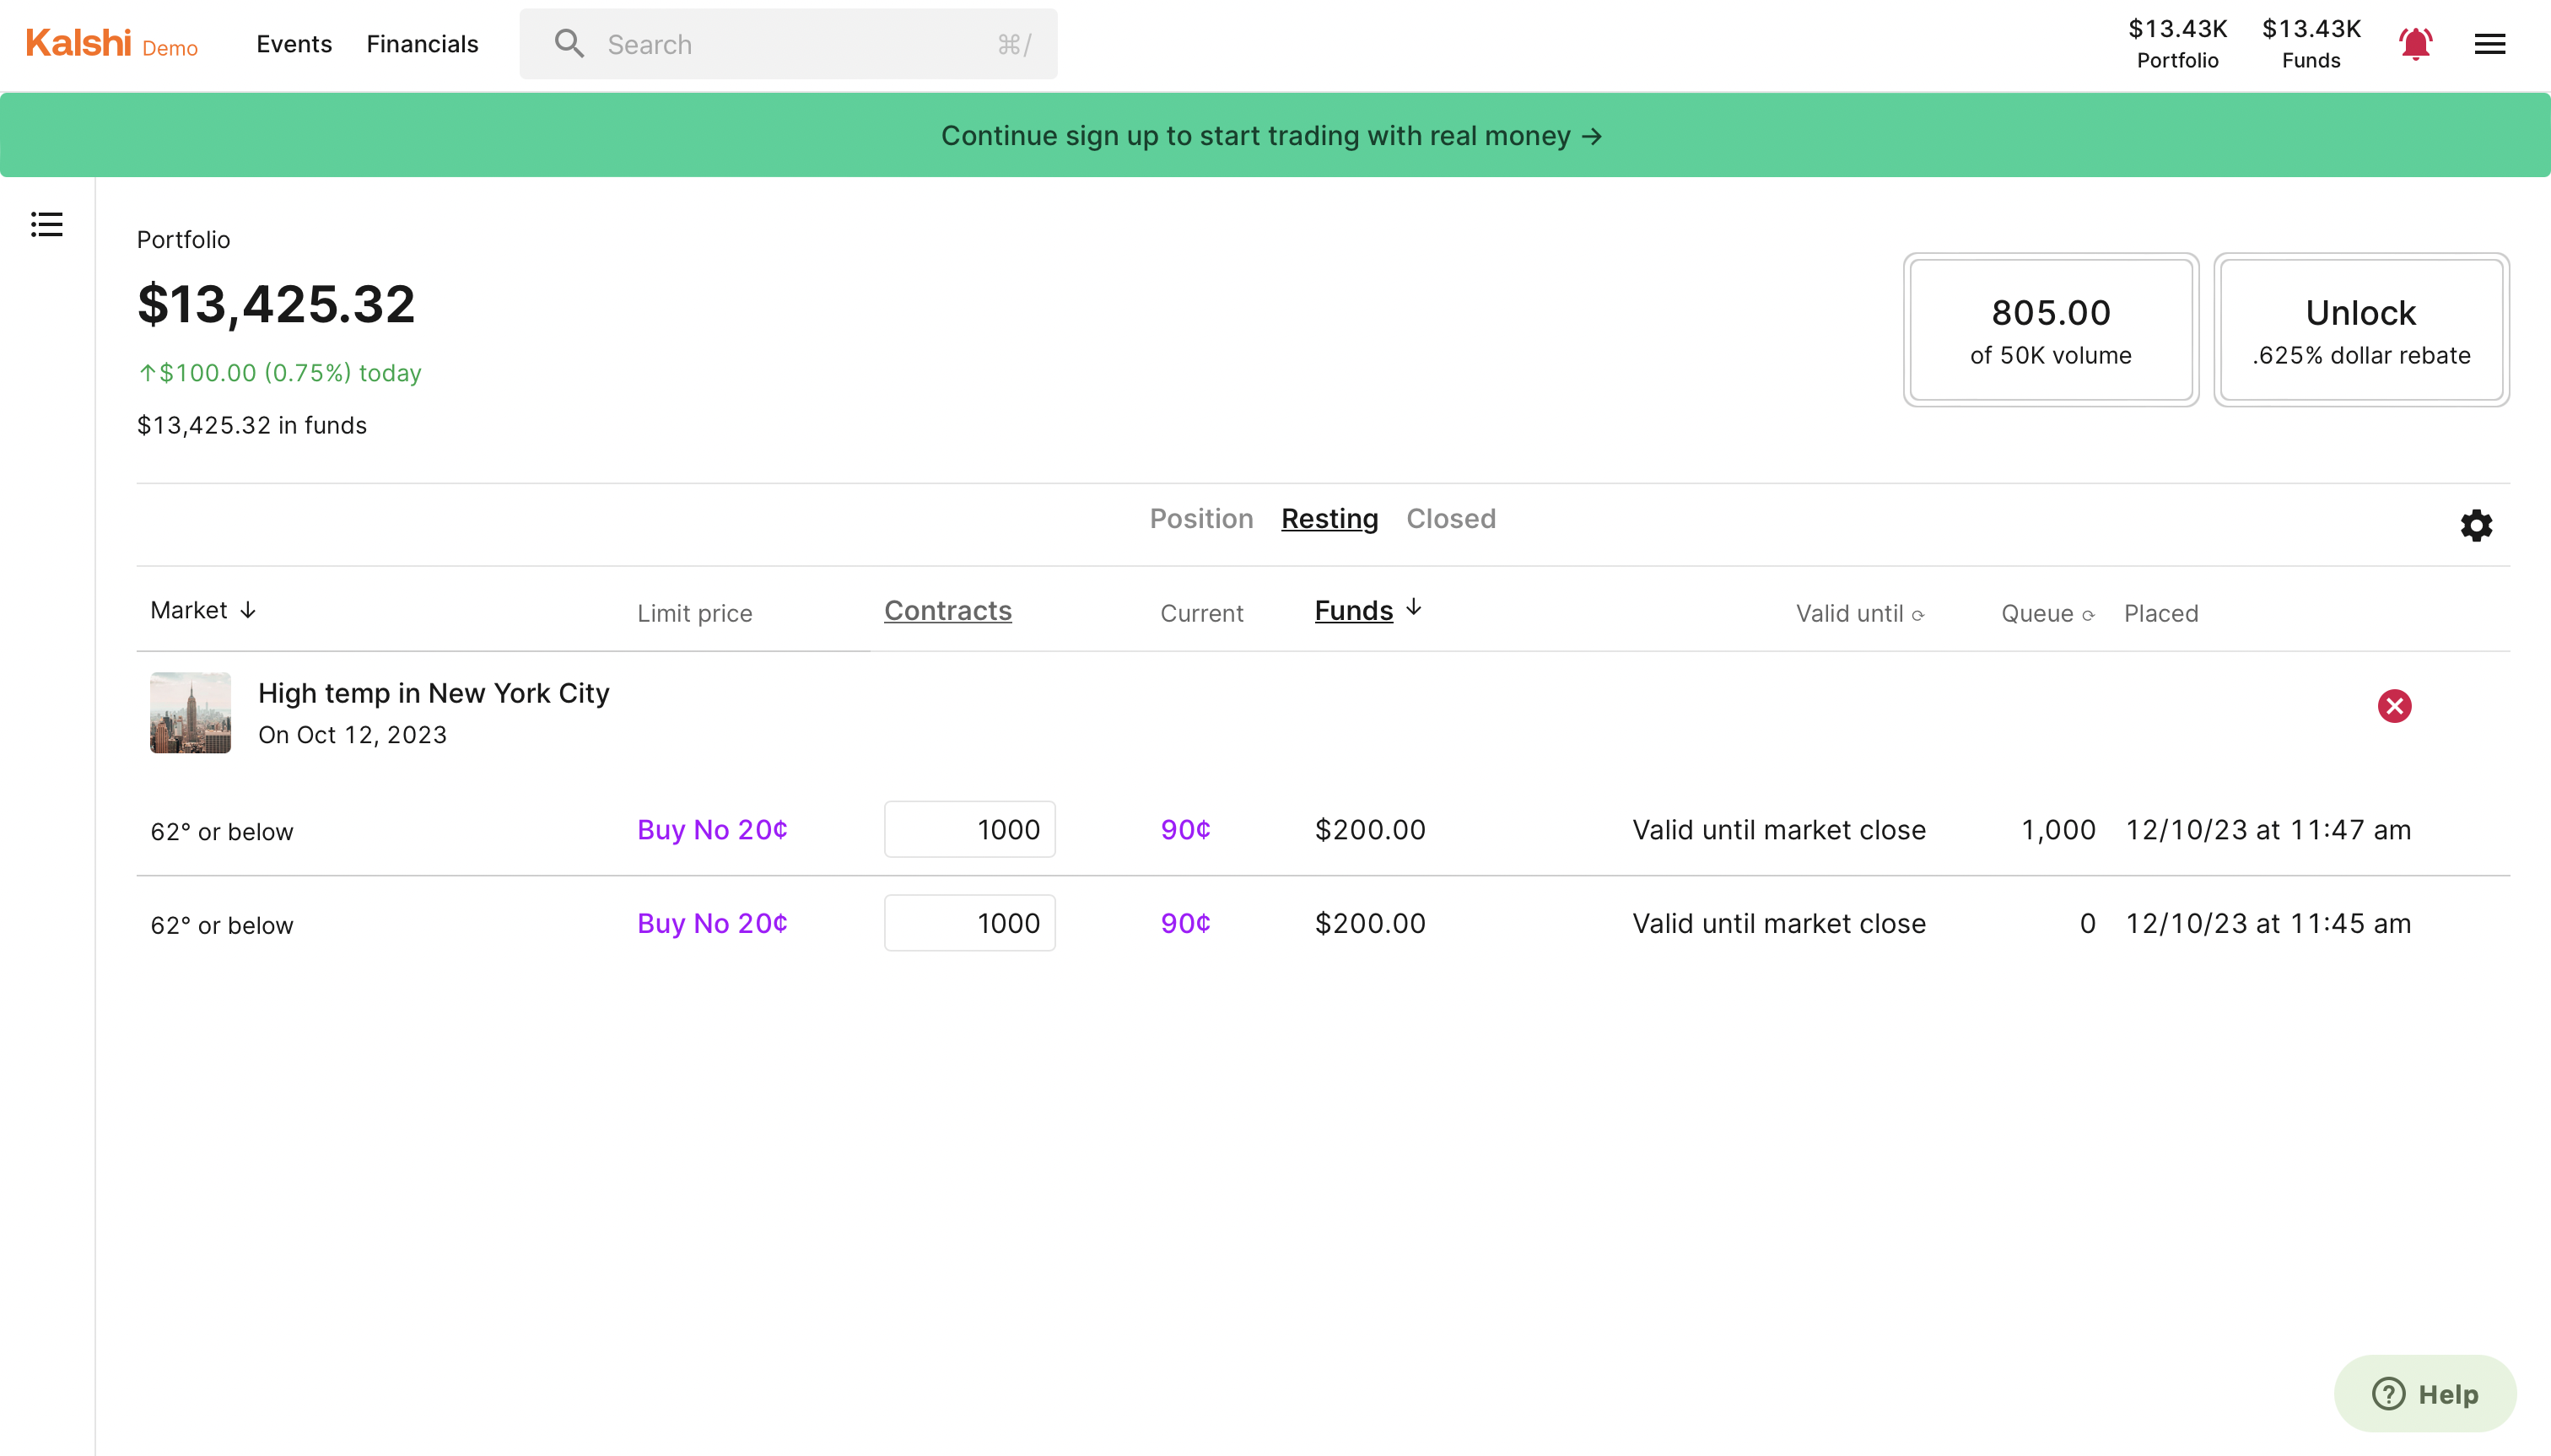 Kalshi Demo
Events
Financials
Search
⌘/
$13.43K
Portfolio
$13.43K
Funds
Continue sign up to start trading with real money →
Portfolio
$13,425.32
↑$100.00 (0.75%) today
$13,425.32 in funds
805.00
of 50K volume
Unlock
.625% dollar rebate
Position Resting Closed
Market ↓ Limit price Contracts Current Funds ↓ Valid until ⟳ Queue ⟳ Placed
High temp in New York City
On Oct 12, 2023
62° or below Buy No 20¢ 1000 90¢ $200.00 Valid until market close 1,000 12/10/23 at 11:47 am
62° or below Buy No 20¢ 1000 90¢ $200.00 Valid until market close 0 12/10/23 at 11:45 am
Help